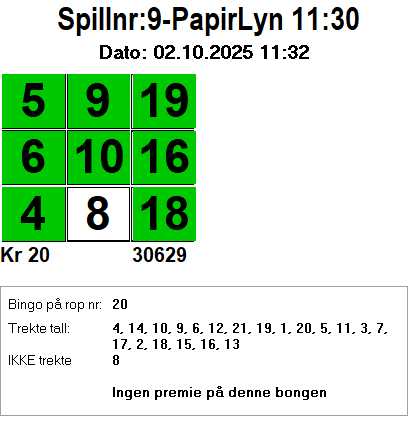 Spillnr:9-PapirLyn 11:30
Dato: 02.10.2025 11:32
5 9 19
6 10 16
4 8 18
Kr 20 30629
Bingo på rop nr: 20
Trekte tall: 4, 14, 10, 9, 6, 12, 21, 19, 1, 20, 5, 11, 3, 7,
17, 2, 18, 15, 16, 13
IKKE trekte 8
Ingen premie på denne bongen